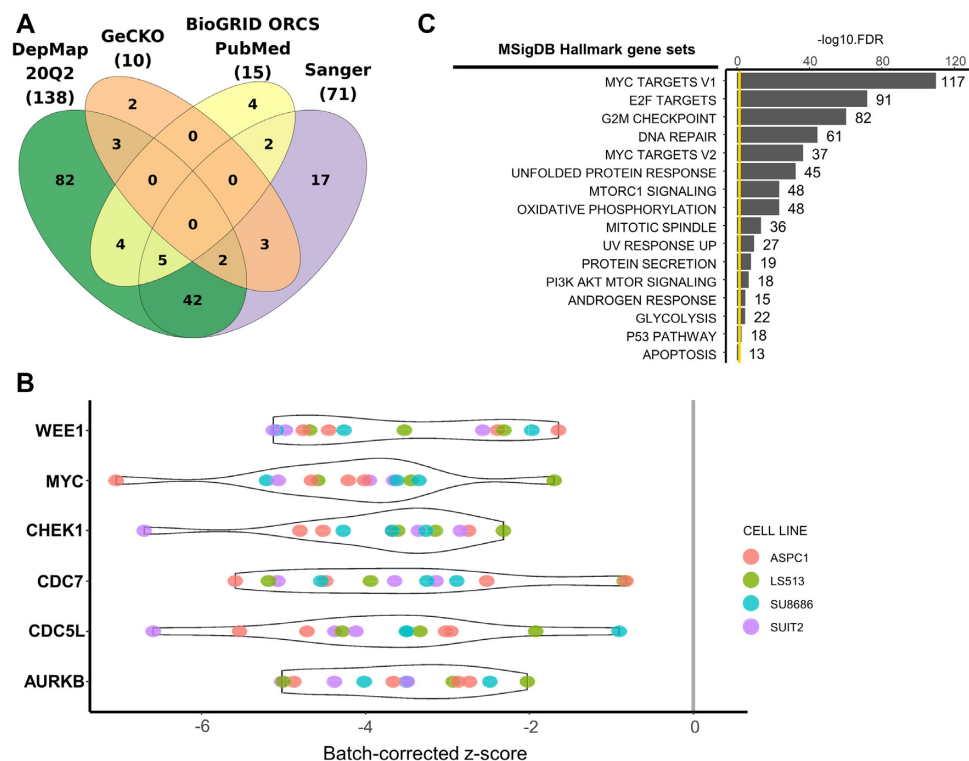 A
DepMap
20Q2
(138)
GeCKO
(10)
BioGRID ORCS
PubMed
(15)
Sanger
(71)
2
4
3
0
2
82
0
0
17
0
4
3
5
2
42
C
MSigDB Hallmark gene sets
-log10.FDR
0 40 80 120
MYC TARGETS V1 117
E2F TARGETS 91
G2M CHECKPOINT 82
DNA REPAIR 61
MYC TARGETS V2 37
UNFOLDED PROTEIN RESPONSE 45
MTORC1 SIGNALING 48
OXIDATIVE PHOSPHORYLATION 48
MITOTIC SPINDLE 36
UV RESPONSE UP 27
PROTEIN SECRETION 19
PI3K AKT MTOR SIGNALING 18
ANDROGEN RESPONSE 15
GLYCOLYSIS 22
P53 PATHWAY 18
APOPTOSIS 13
B
WEE1
MYC
CHEK1
CDC7
CDC5L
AURKB
-6 -4 -2 0
Batch-corrected z-score
CELL LINE
ASPC1
LS513
SU8686
SUIT2